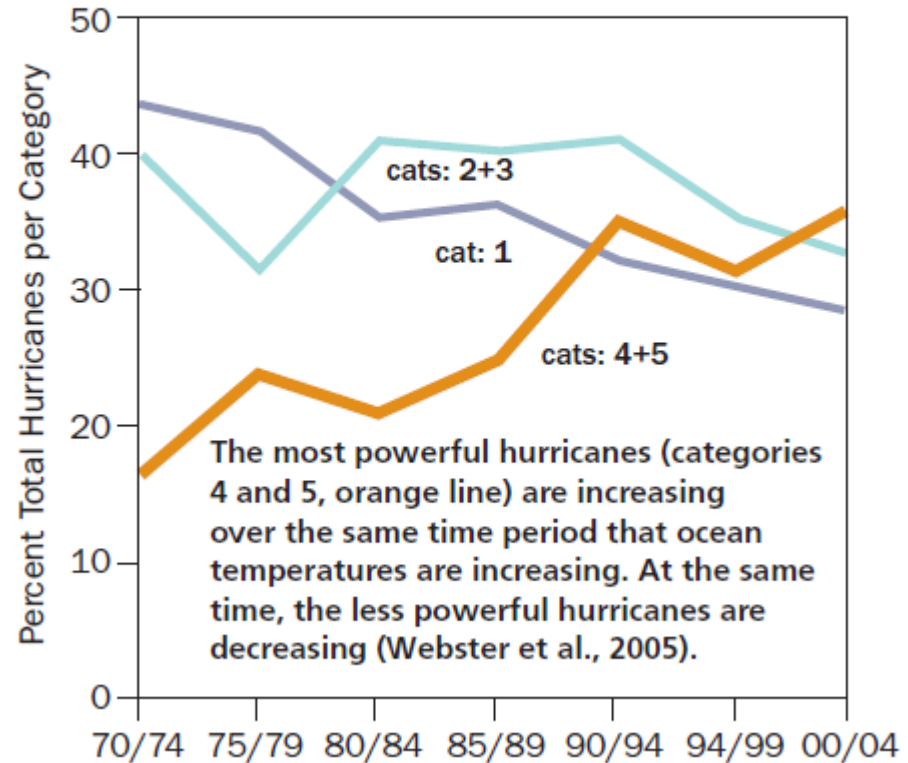 Percent Total Hurricanes per Category
50
40
30
20
10
0
cats: 2+3
cat: 1
cats: 4+5
The most powerful hurricanes (categories
4 and 5, orange line) are increasing
over the same time period that ocean
temperatures are increasing. At the same
time, the less powerful hurricanes are
decreasing (Webster et al., 2005).
70/74 75/79 80/84 85/89 90/94 94/99 00/04